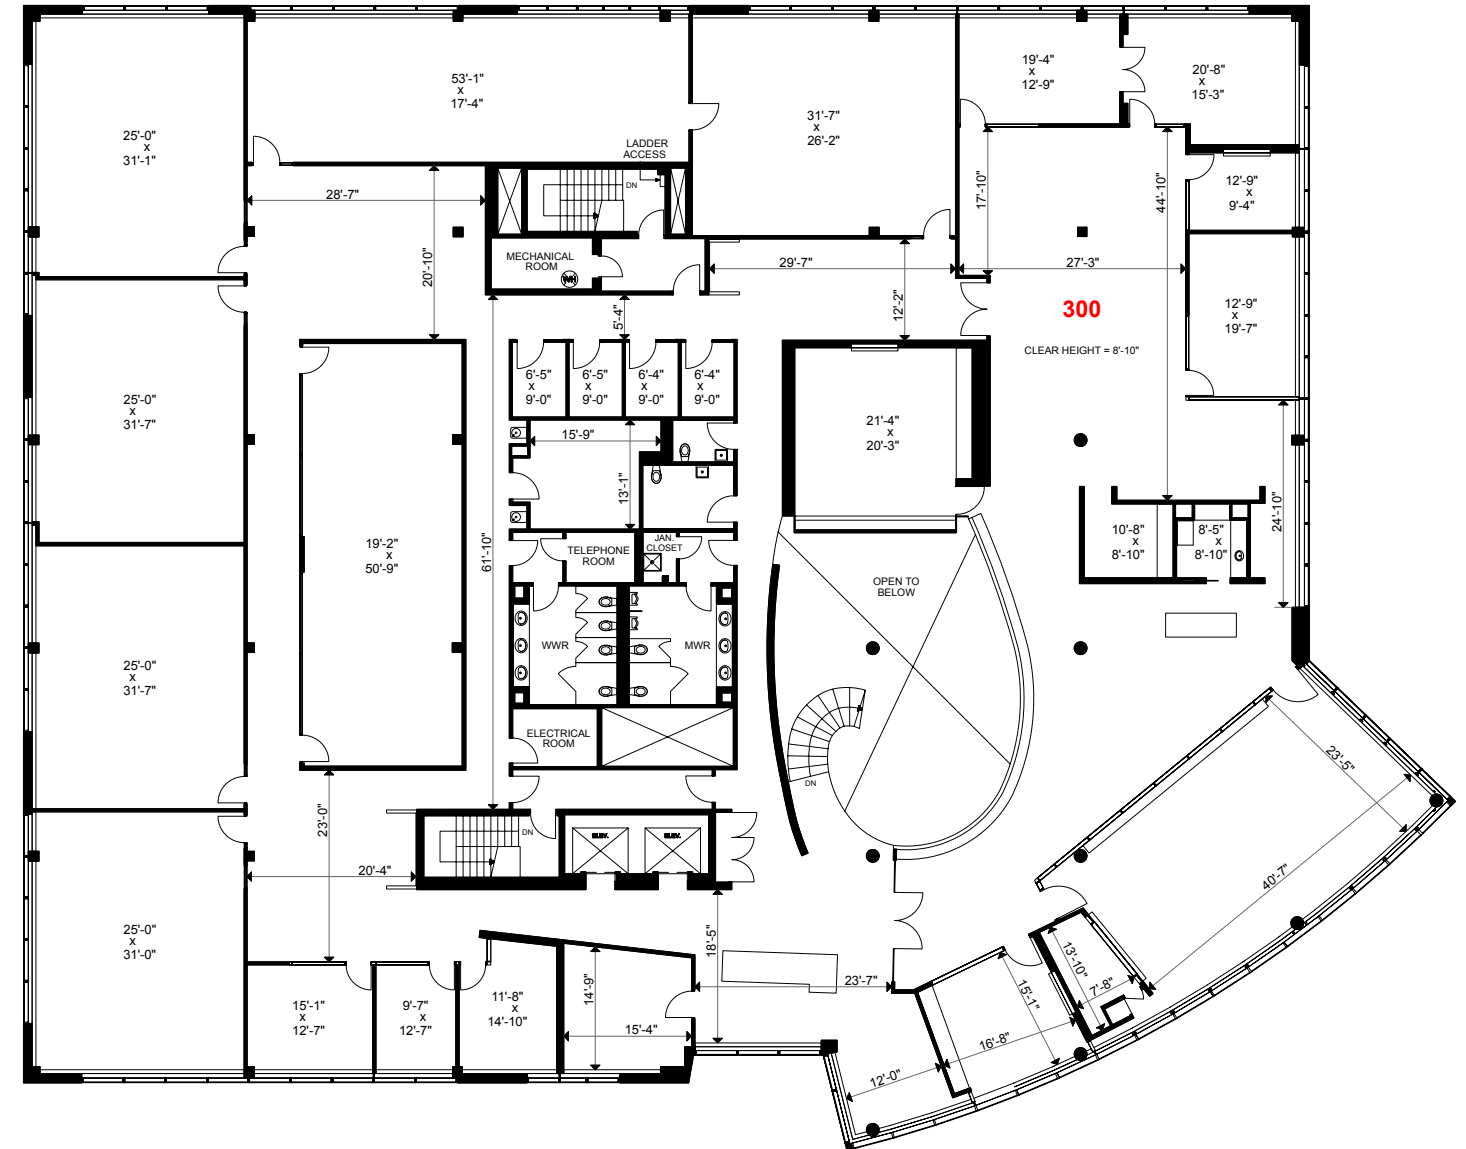 53'-1"
x
17'-4"
19'-4"
x
12'-9"
20'-8"
x
15'-3"
25'-0"
x
31'-1"
31'-7"
x
26'-2"
LADDER
ACCESS
DN
28'-7"
17'-10"
44'-10"
12'-9"
x
9'-4"
20'-10"
MECHANICAL
ROOM
29'-7"
27'-3"
12'-2"
5'-4"
300
12'-9"
x
19'-7"
CLEAR HEIGHT = 8'-10"
6'-5"
x
9'-0"
6'-5"
x
9'-0"
6'-4"
x
9'-0"
6'-4"
x
9'-0"
25'-0"
x
31'-7"
21'-4"
x
20'-3"
15'-9"
13'-1"
61'-10"
24'-10"
10'-8"
x
8'-10"
8'-5"
x
8'-10"
19'-2"
x
50'-9"
TELEPHONE
ROOM
JAN.
CLOSET
OPEN TO
BELOW
WWR
MWR
25'-0"
x
31'-7"
ELECTRICAL
ROOM
DN
23'-5"
23'-0"
DN
ELEV.
ELEV.
20'-4"
40'-7"
25'-0"
x
31'-0"
18'-5"
13'-10"
7'-8"
23'-7"
15'-1"
15'-1"
x
12'-7"
9'-7"
x
12'-7"
11'-8"
x
14'-10"
14'-9"
15'-4"
16'-8"
12'-0"